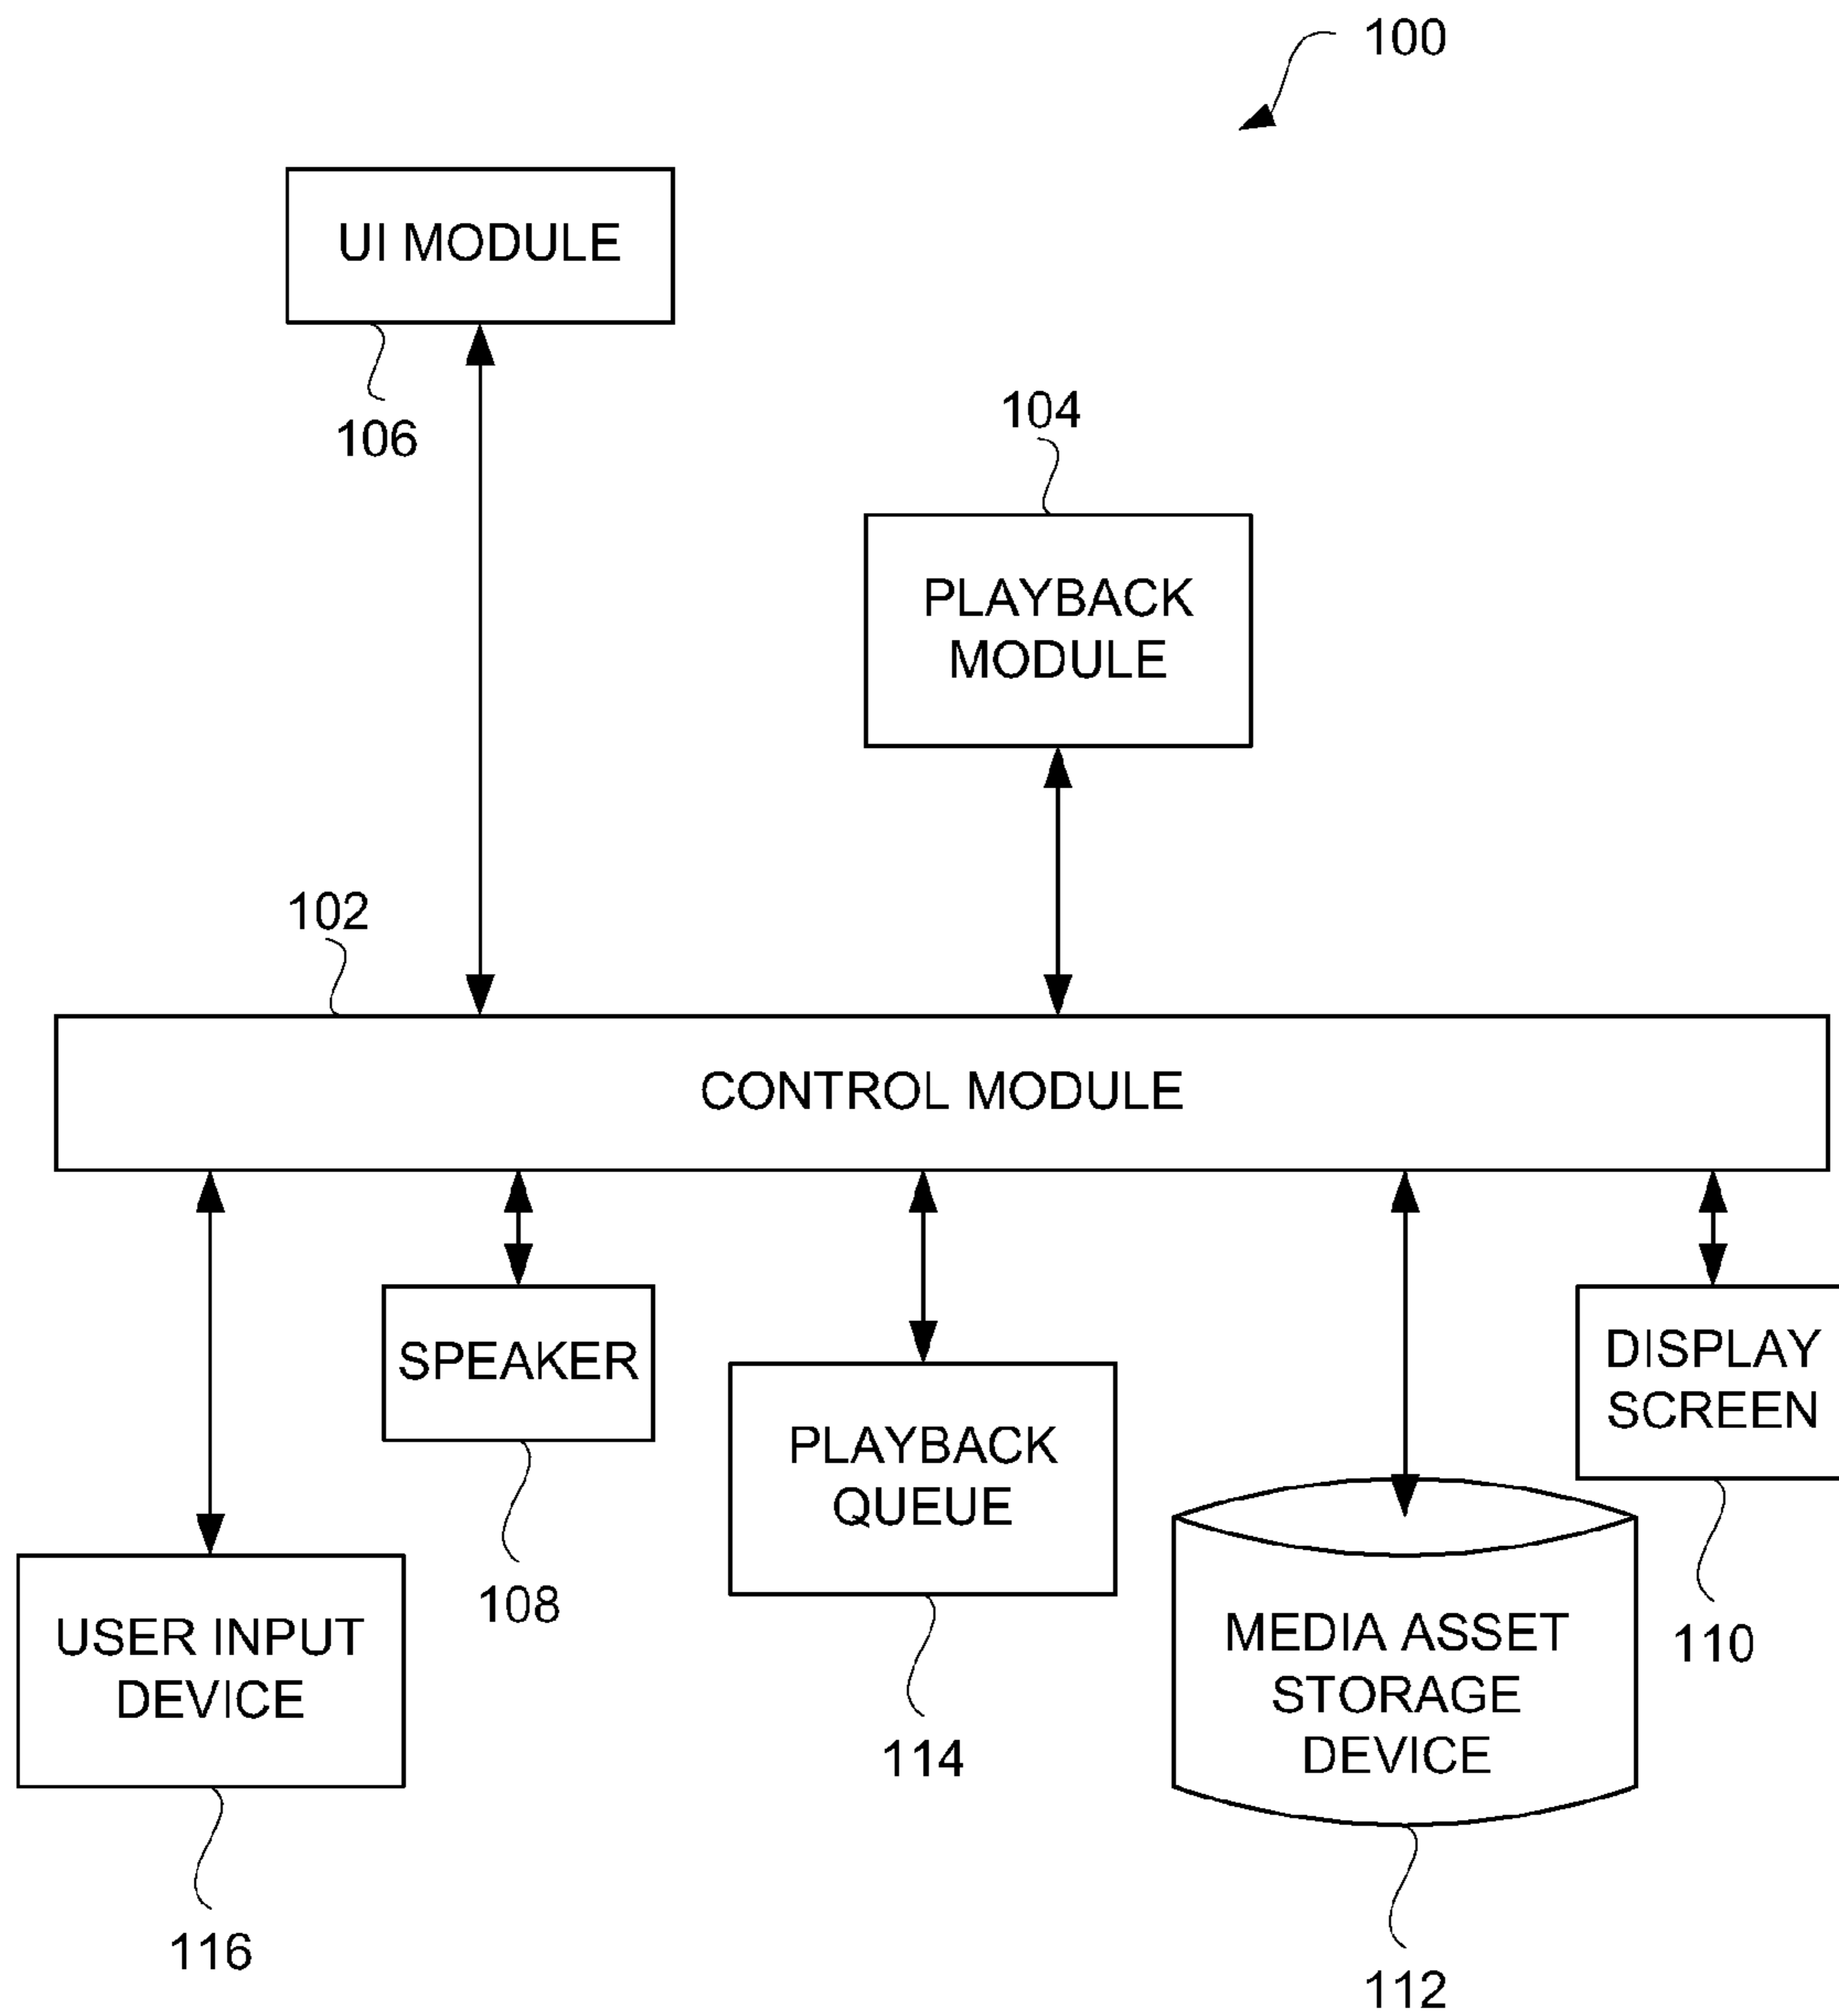 100
UI MODULE
106
104
PLAYBACK
MODULE
102
CONTROL MODULE
SPEAKER
108
PLAYBACK
QUEUE
114
DISPLAY
SCREEN
110
USER INPUT
DEVICE
116
MEDIA ASSET
STORAGE
DEVICE
112